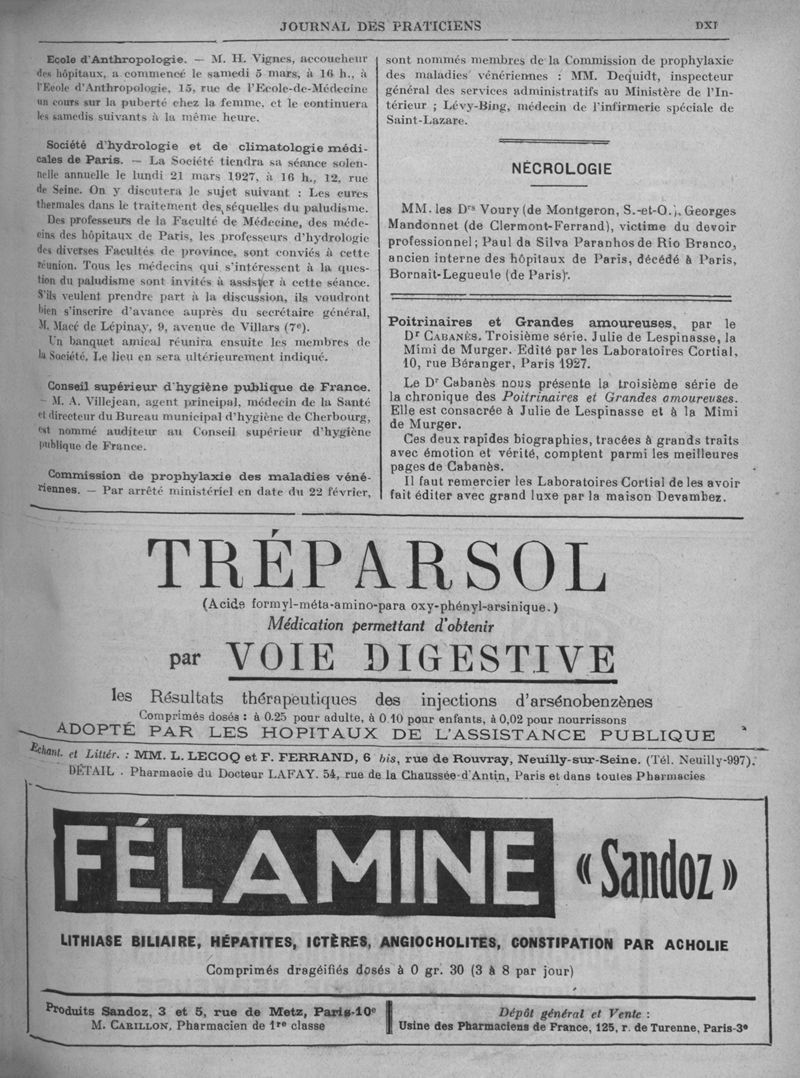 JOURNAL DES PRATICIENS
DXI
Ecole d'Anthropologie. — M. H. Vignes, accoucheur
des hôpitaux, a commencé le samedi 5 mars, à 16 h., à
l'Ecole d'Anthropologie, 15, rue de l'Ecole-de-Médecine
un cours sur la puberté chez la femme, et le continuera
les samedis suivants à la même heure.
Société d'hydrologie et de climatologie médi-
cales de Paris. — La Société tiendra sa séance solen-
nelle annuelle le lundi 21 mars 1927, à 16 h., 12, rue
de Seine. On y discutera le sujet suivant : Les cures
thermales dans le traitement des séquelles du paludisme.
Des professeurs de la Faculté de Médecine, des méde-
cins des hôpitaux de Paris, les professeurs d'hydrologie
des diverses Facultés de province, sont conviés à cette
réunion. Tous les médecins qui s'intéressent à la ques-
tion du paludisme sont invités à assister à cette séance.
S'ils veulent prendre part à la discussion, ils voudront
bien s'inscrire d'avance auprès du secrétaire général,
M. Macé de Lépinay, 9, avenue de Villars (7e).
Un banquet amical réunira ensuite les membres de
la Société. Le lieu en sera ultérieurement indiqué.
Conseil supérieur d'hygiène publique de France.
— M. A. Villejean, agent principal, médecin de la Santé
et directeur du Bureau municipal d'hygiène de Cherbourg,
est nommé auditeur au Conseil supérieur d'hygiène
publique de France.
Commission de prophylaxie des maladies véné-
riennes. — Par arrêté ministériel en date du 22 février,
sont nommés membres de la Commission de prophylaxie
des maladies vénériennes : MM. Dequidt, inspecteur
général des services administratifs au Ministère de l'In-
térieur ; Lévy-Bing, médecin de l'infirmerie spéciale de
Saint-Lazare.
NÉCROLOGIE
MM. les Drs Voury (de Montgeron, S.-et-O.), Georges
Mandonnet (de Clermont-Ferrand), victime du devoir
professionnel ; Paul da Silva Paranhos de Rio Branco,
ancien interne des hôpitaux de Paris, décédé à Paris,
Bornait-Legueule (de Paris).
Poitrinaires et Grandes amoureuses, par le
Dr CABANÈS. Troisième série. Julie de Lespinasse, la
Mimi de Murger. Edité par les Laboratoires Cortial,
10, rue Béranger, Paris 1927.
Le Dr Cabanès nous présente la troisième série de
la chronique des Poitrinaires et Grandes amoureuses.
Elle est consacrée à Julie de Lespinasse et à la Mimi
de Murger.
Ces deux rapides biographies, tracées à grands traits
avec émotion et vérité, comptent parmi les meilleures
pages de Cabanès.
Il faut remercier les Laboratoires Cortial de les avoir
fait éditer avec grand luxe par la maison Devambez.
TRÉPARSOL
(Acide formyl-méta-amino-para oxy-phényl-arsinique.)
Médication permettant d'obtenir
par VOIE DIGESTIVE
les Résultats thérapeutiques des injections d'arsénobenzènes
Comprimés dosés : à 0.25 pour adulte, à 0.10 pour enfants, à 0,02 pour nourrissons
ADOPTÉ PAR LES HOPITAUX DE L'ASSISTANCE PUBLIQUE
Echant. et Littér. : MM. L. LECOQ et F. FERRAND, 6 bis, rue de Rouvray, Neuilly-sur-Seine. (Tél. Neuilly-997).
DÉTAIL . Pharmacie du Docteur LAFAY. 54, rue de la Chaussée-d'Antin, Paris et dans toutes Pharmacies
FÉLAMINE « Sandoz »
LITHIASE BILIAIRE, HÉPATITES, ICTÈRES, ANGIOCHOLITES, CONSTIPATION PAR ACHOLIE
Comprimés dragéifiés dosés à 0 gr. 30 (3 à 8 par jour)
Produits Sandoz, 3 et 5, rue de Metz, Paris-10e
M. CARILLON, Pharmacien de 1re classe
Dépôt général et Vente :
Usine des Pharmaciens de France, 125, r. de Turenne, Paris-3e